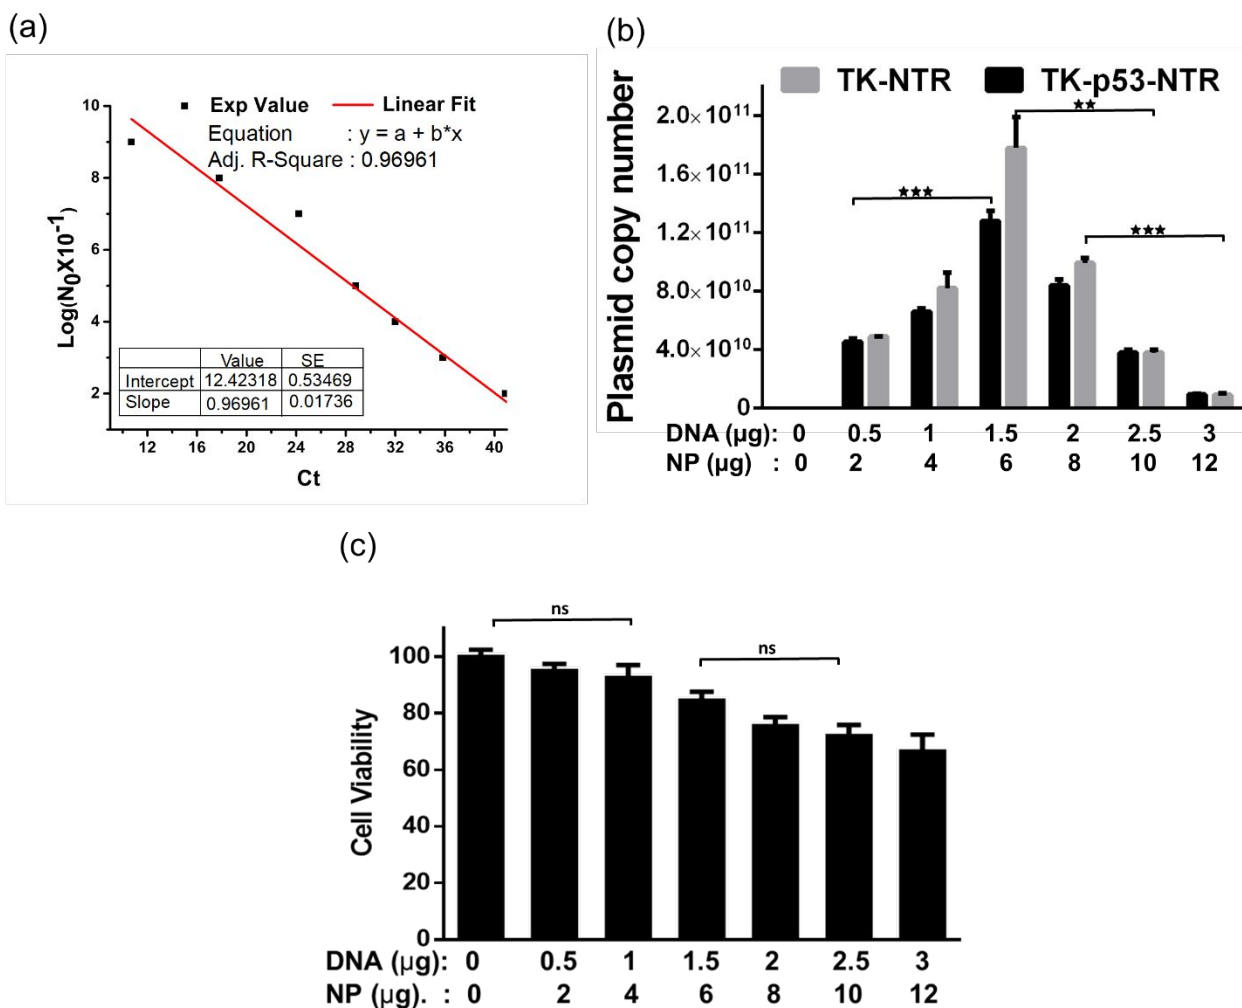 (a)
Exp Value Linear Fit
Equation : y = a + b*x
Adj. R-Square : 0.96961
Log(N₀X10⁻¹)
10
8
6
4
2
Value SE
Intercept 12.42318 0.53469
Slope 0.96961 0.01736
12 16 20 24 28 32 36 40
Ct
(b)
TK-NTR TK-p53-NTR
Plasmid copy number
2.0× 10¹¹
1.6× 10¹¹
1.2× 10¹¹
8.0× 10¹⁰
4.0× 10¹⁰
0
★★
★★★
★★★
DNA (µg): 0 0.5 1 1.5 2 2.5 3
NP (µg) : 0 2 4 6 8 10 12
(c)
ns
ns
Cell Viability
100
80
60
40
20
0
DNA (µg): 0 0.5 1 1.5 2 2.5 3
NP (µg). : 0 2 4 6 8 10 12